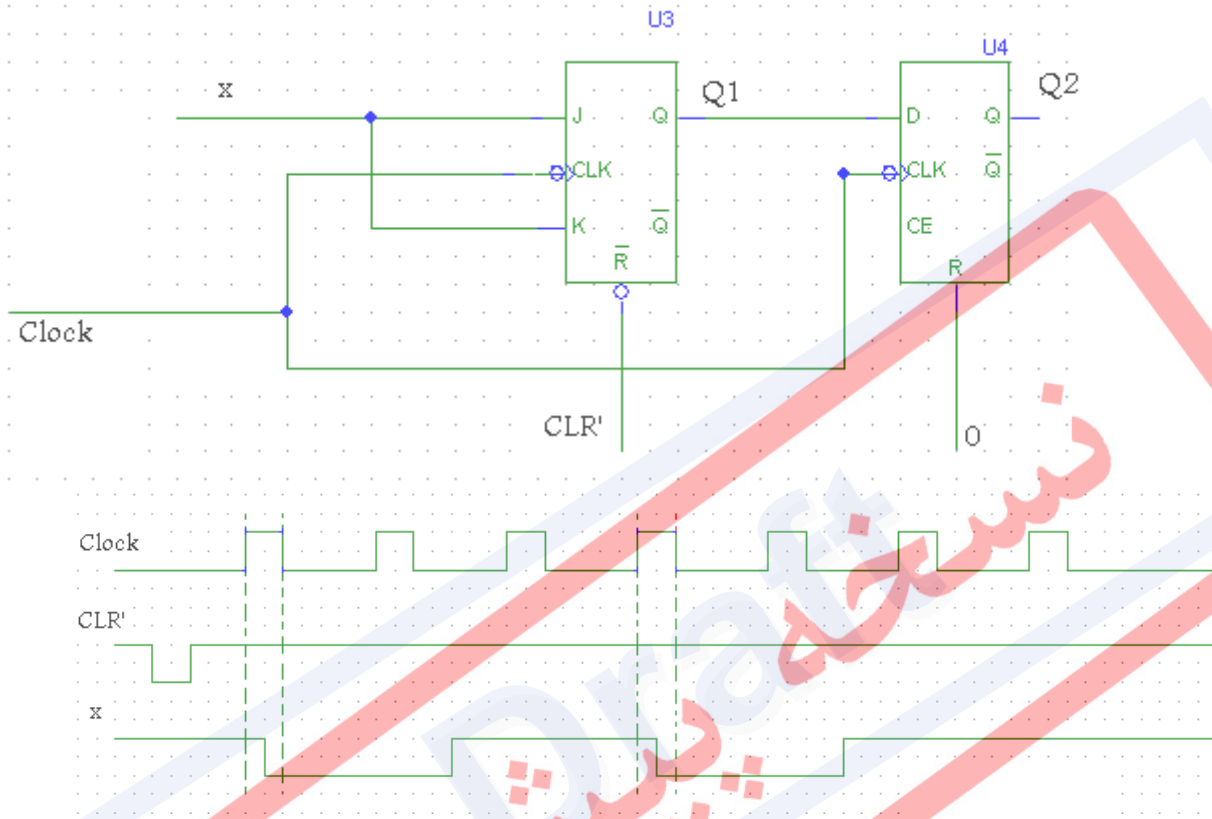 U3
U4
x
Q1
Q2
J
Q
D
Q
CLK
CLK
Q̅
K
Q̅
CE
R̅
R
Clock
CLR'
0
Clock
CLR'
x
Draft
نسخه